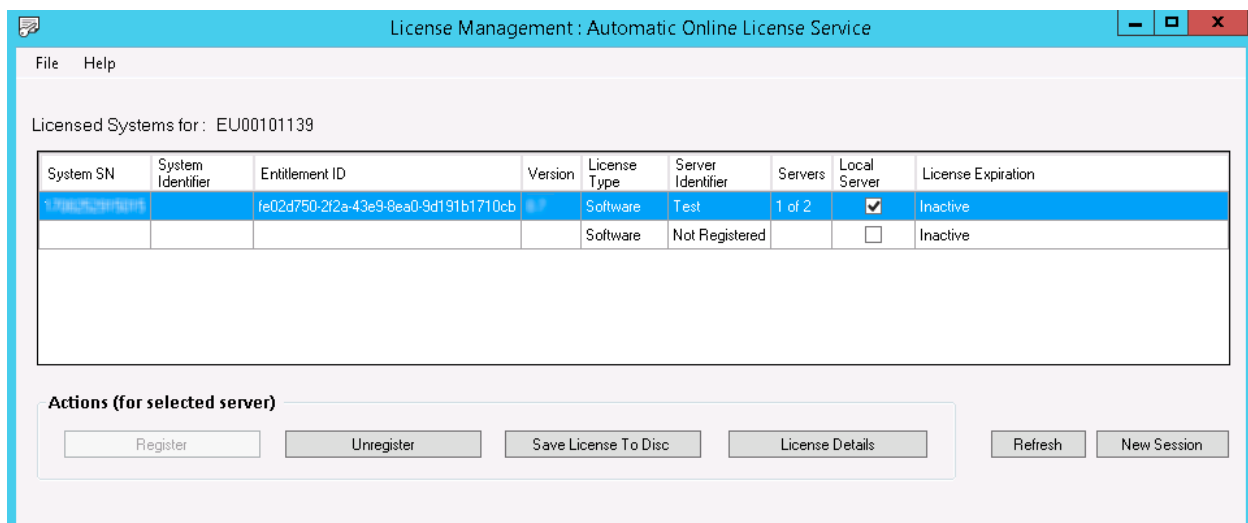 License Management : Automatic Online License Service
File Help
Licensed Systems for : EU00101139
System SN System Identifier Entitlement ID Version License Type Server Identifier Servers Local Server License Expiration
fe02d750-2f2a-43e9-8ea0-9d191b1710cb Software Test 1 of 2 Inactive
Software Not Registered Inactive
Actions (for selected server)
Register Unregister Save License To Disc License Details Refresh New Session